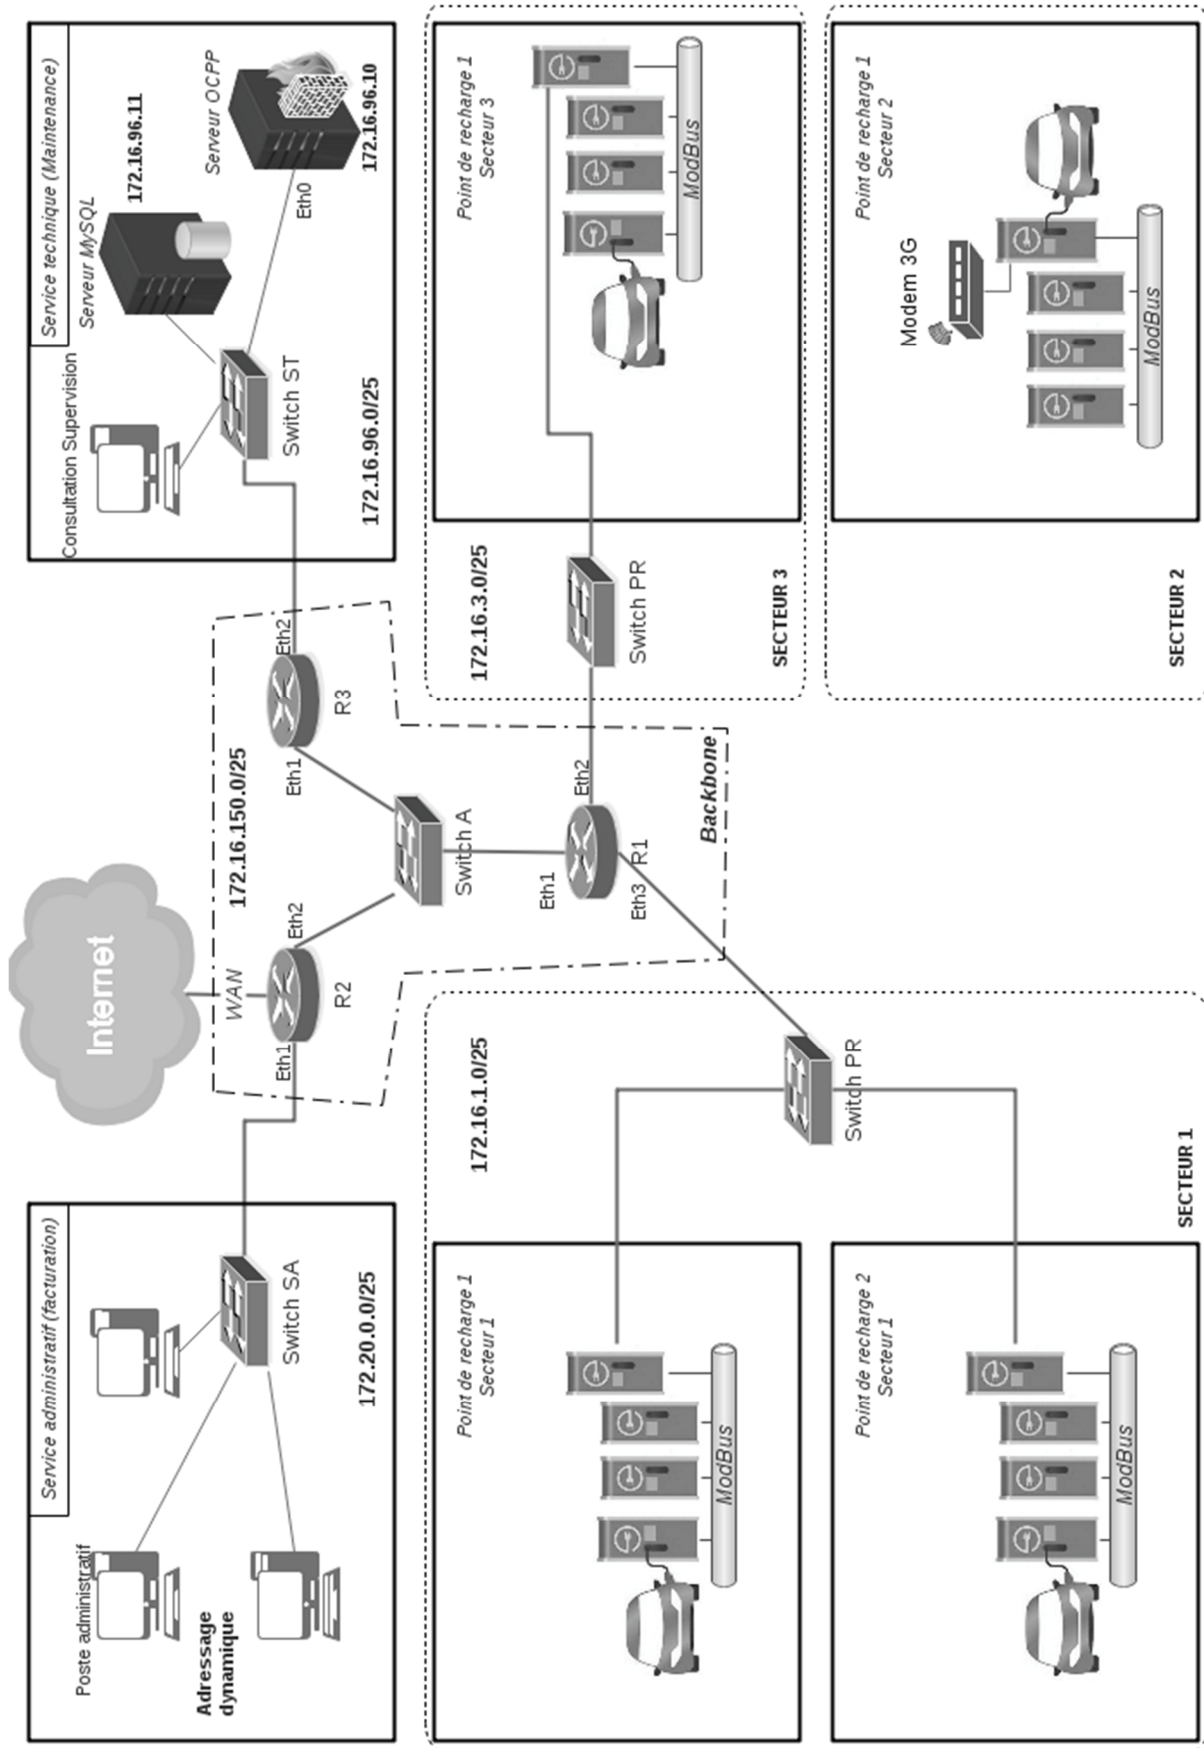 Service administratif (facturation)
Poste administratif
Adressage
dynamique
Switch SA
172.20.0.0/25
Internet
WAN
172.16.150.0/25
Eth1
R2
Eth2
Switch A
Eth1
R3
Eth2
Eth1
R1
Eth2
Eth3
Backbone
Service technique (Maintenance)
Consultation Supervision
Serveur MySQL
172.16.96.11
Serveur OCPP
172.16.96.10
Eth0
Switch ST
172.16.96.0/25
Point de recharge 1
Secteur 1
ModBus
172.16.1.0/25
Switch PR
Point de recharge 2
Secteur 1
ModBus
SECTEUR 1
172.16.3.0/25
Switch PR
SECTEUR 3
Point de recharge 1
Secteur 3
ModBus
SECTEUR 2
Point de recharge 1
Secteur 2
Modem 3G
ModBus